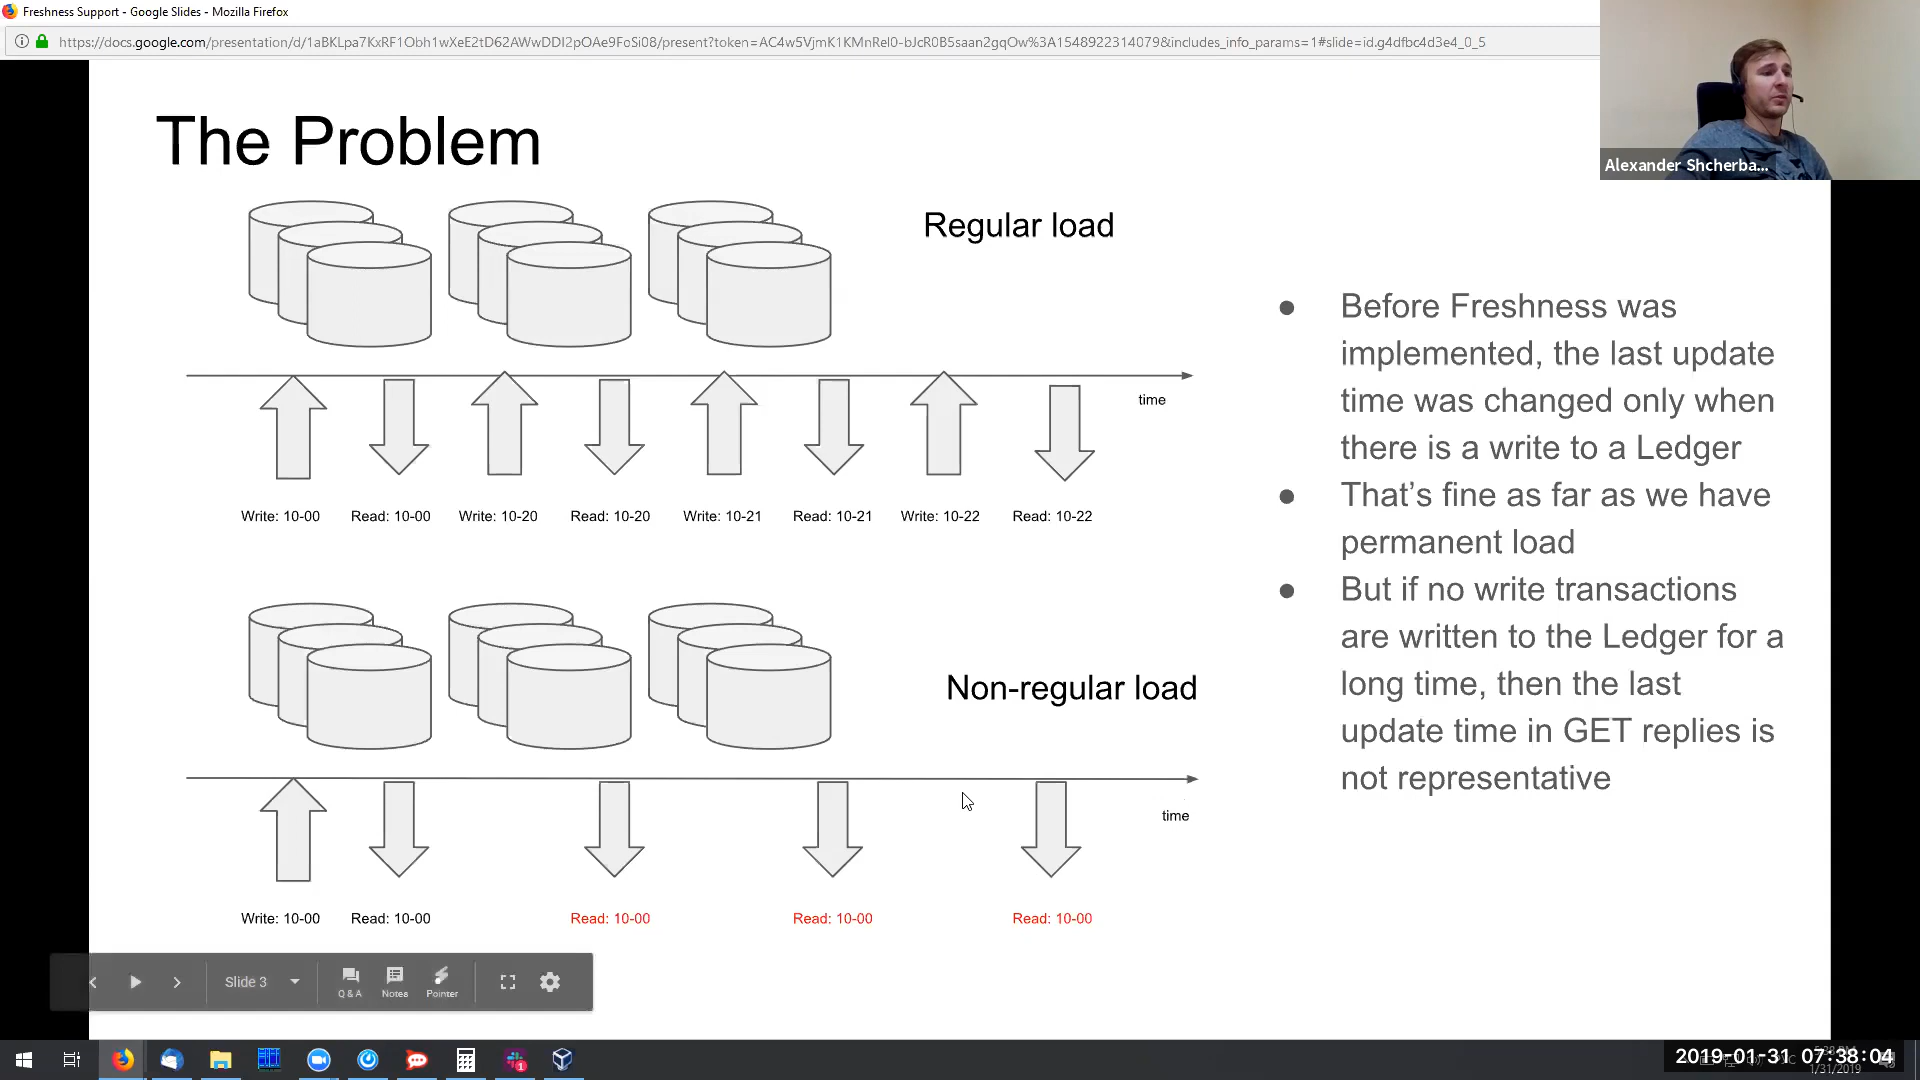 Freshness Support - Google Slides - Mozilla Firefox
https://docs.google.com/presentation/d/1aBKLpa7KxRF1Obh1wXeE2tD62AWwDDI2pOAe9FoSi08/present?token=AC4w5VjmK1KMnRel0-bJcR0B5saan2gqOw%3A1548922314079&includes_info_params=1#slide=id.g4dfbc4d3e4_0_5
Alexander Shcherba...
The Problem
Regular load
time
Write: 10-00 Read: 10-00 Write: 10-20 Read: 10-20 Write: 10-21 Read: 10-21 Write: 10-22 Read: 10-22
Non-regular load
time
Write: 10-00 Read: 10-00 Read: 10-00 Read: 10-00 Read: 10-00
● Before Freshness was
implemented, the last update
time was changed only when
there is a write to a Ledger
● That’s fine as far as we have
permanent load
● But if no write transactions
are written to the Ledger for a
long time, then the last
update time in GET replies is
not representative
Slide 3
Q & A Notes Pointer
1
2019-01-31 07:38:04
1/31/2019